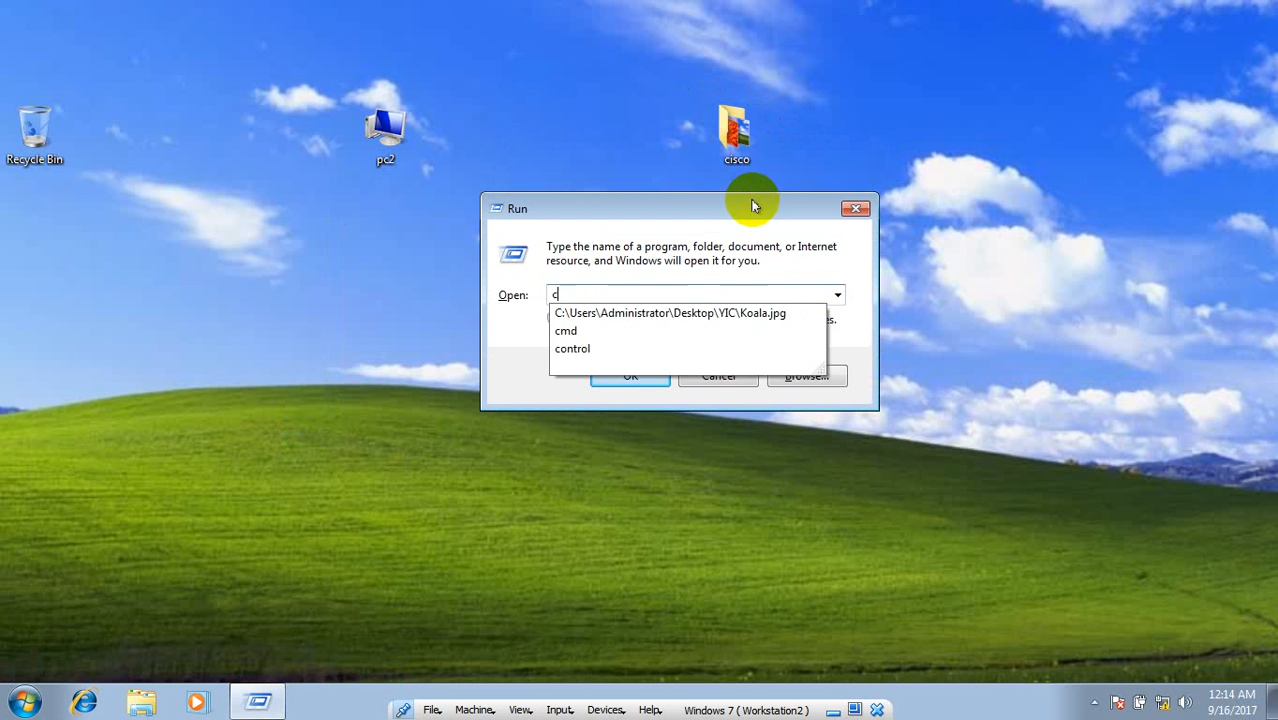 Recycle Bin
pc2
cisco
Run
Type the name of a program, folder, document, or Internet
resource, and Windows will open it for you.
Open:
c
C:\Users\Administrator\Desktop\YIC\Koala.jpg
cmd
control
OK
Cancel
Browse...
File
Machine
View
Input
Devices
Help
Windows 7 ( Workstation2 )
12:14 AM
9/16/2017